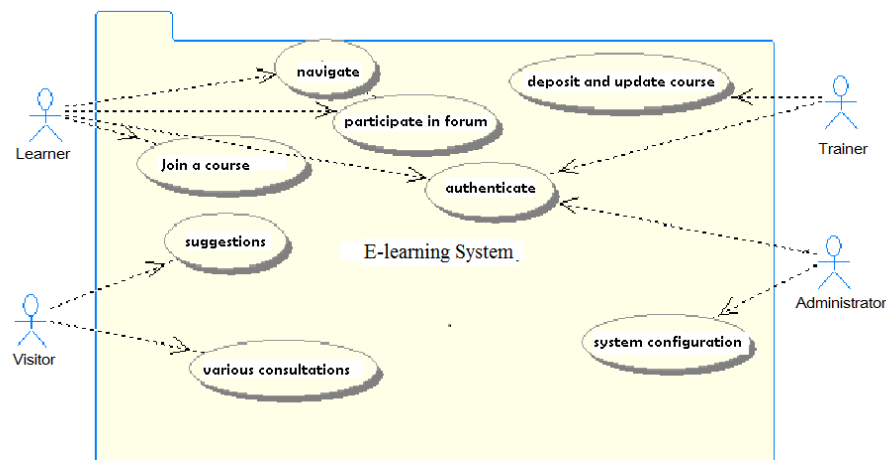 navigate
deposit and update course
participate in forum
Learner
Trainer
Join a course
authenticate
suggestions
E-learning System
Administrator
Visitor
system configuration
various consultations